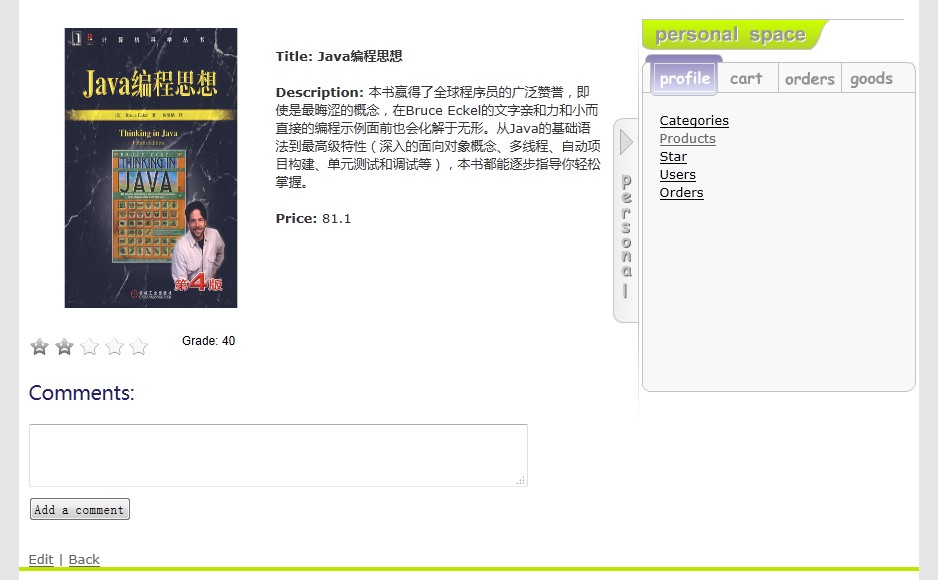 计算机科学丛书
Java编程思想
Thinking in Java
Fourth Edition
THINKING IN
JAVA
第4版
机械工业出版社
Title: Java编程思想
Description: 本书赢得了全球程序员的广泛赞誉，即
使是最晦涩的概念，在Bruce Eckel的文字亲和力和小而
直接的编程示例面前也会化解于无形。从Java的基础语
法到最高级特性（深入的面向对象概念、多线程、自动项
目构建、单元测试和调试等），本书都能逐步指导你轻松
掌握。
Price: 81.1
Grade: 40
Comments:
Add a comment
Edit | Back
personal space
personal
profile cart orders goods
Categories
Products
Star
Users
Orders